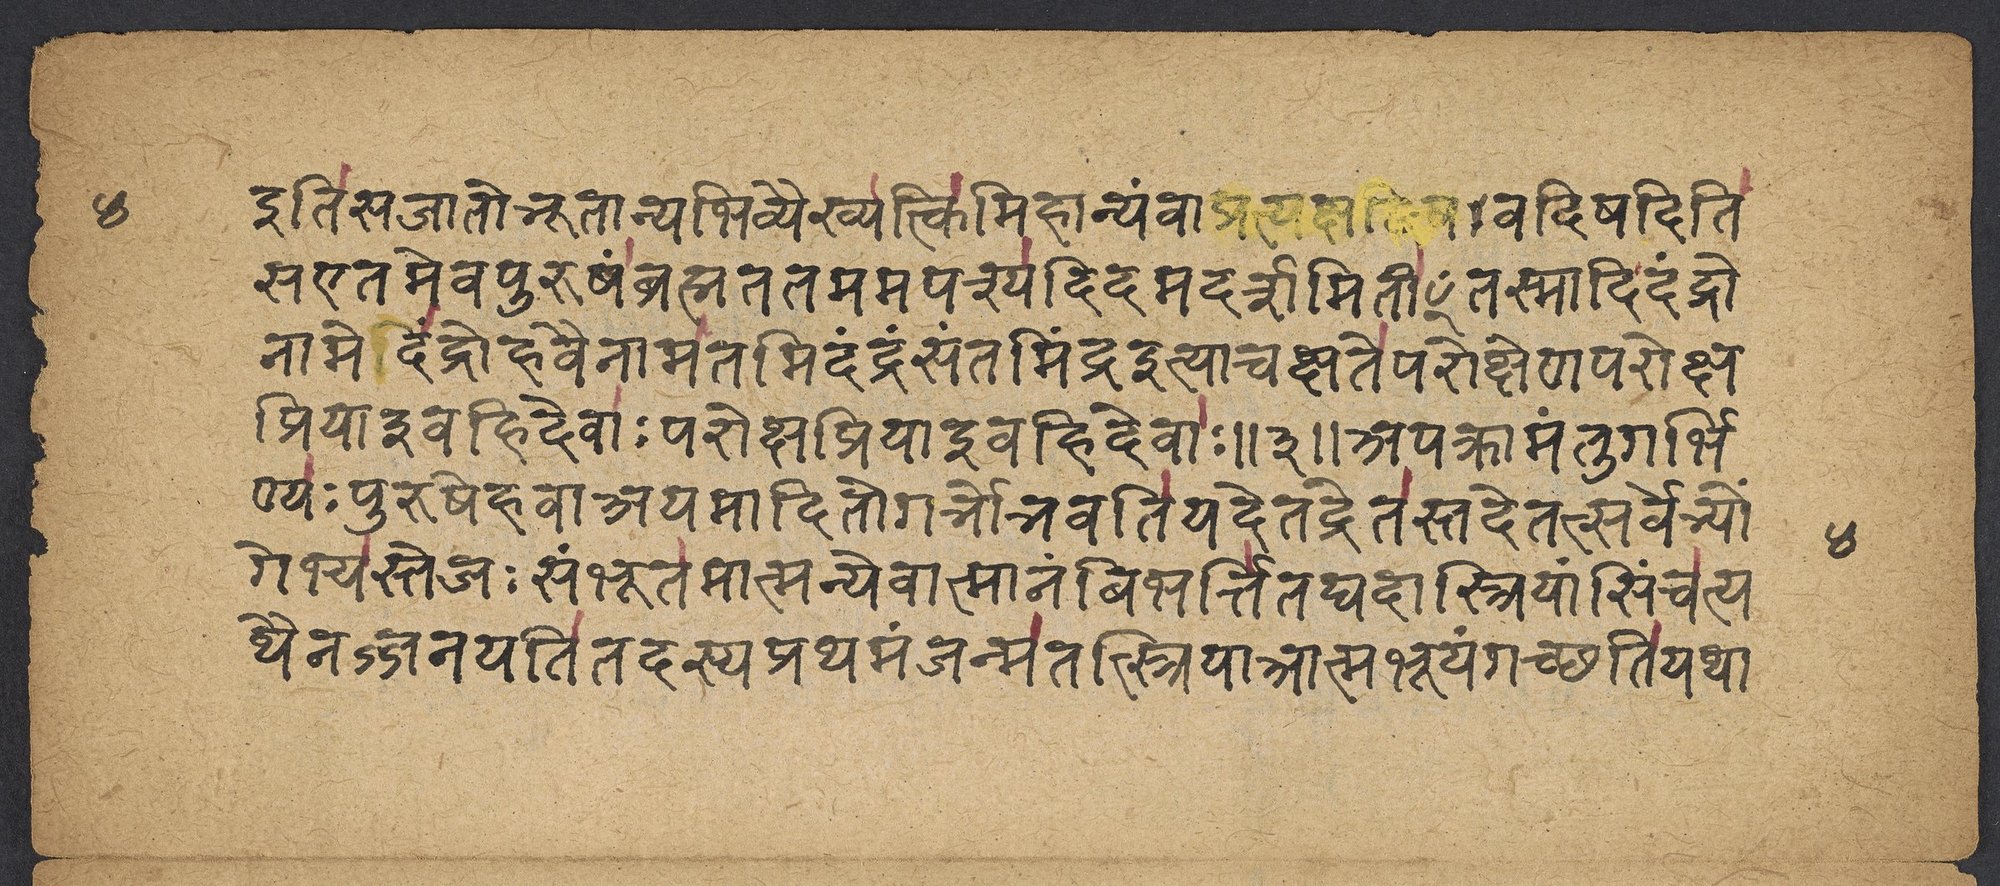 ४
इतिसजातोभूतान्यभिव्यैख्यत्किमिहान्यंवा वदिषदिति
सएतमेवपुरुषंब्रह्मततममपश्यदिदमदर्शमिती३ँतस्मादिदंद्रो
नामेदिंद्रोहवैनामतमिदंद्रंसंतमिंद्रइत्याचक्षतेपरोक्षेणपरोक्ष
प्रियाइवहिदेवाःपरोक्षप्रियाइवहिदेवाः॥३॥अपक्रामंतुगर्भि
ण्यःपुरुषेहवाअयमादितोगर्भोभवतियदेतद्रेतस्तदेतत्सर्वेभ्यों
गेभ्यस्तेजःसंभूतमात्मन्येवात्मानंबिभर्त्तितद्यदास्त्रियांसिंचत्य
थैनज्जनयतितदस्यप्रथमंजन्मतत्स्त्रियाआत्मभूयंगच्छतियथा
४